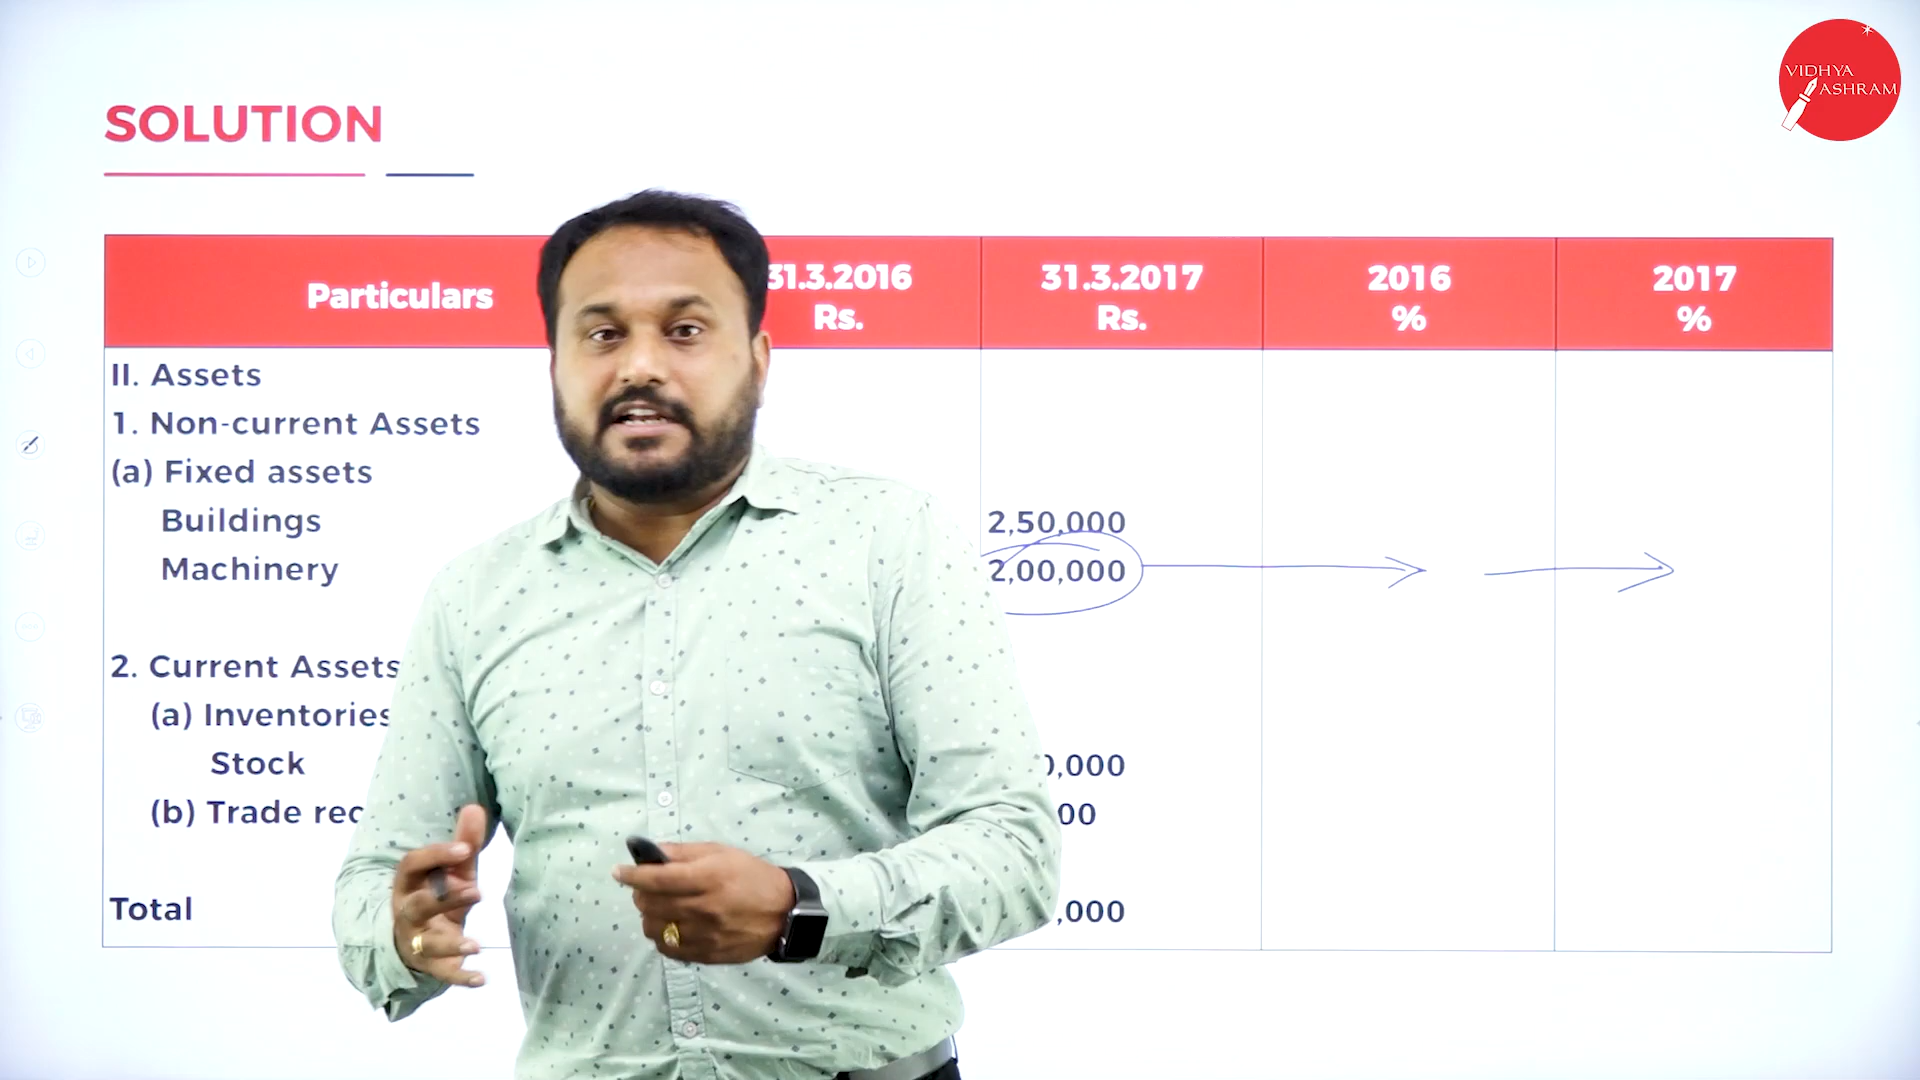 VIDHYA
ASHRAM
SOLUTION
Particulars 31.3.2016 Rs. 31.3.2017 Rs. 2016 % 2017 %
II. Assets
1. Non-current Assets
(a) Fixed assets
Buildings 2,50,000
Machinery 2,00,000
2. Current Assets
(a) Inventories
Stock
(b) Trade
Total